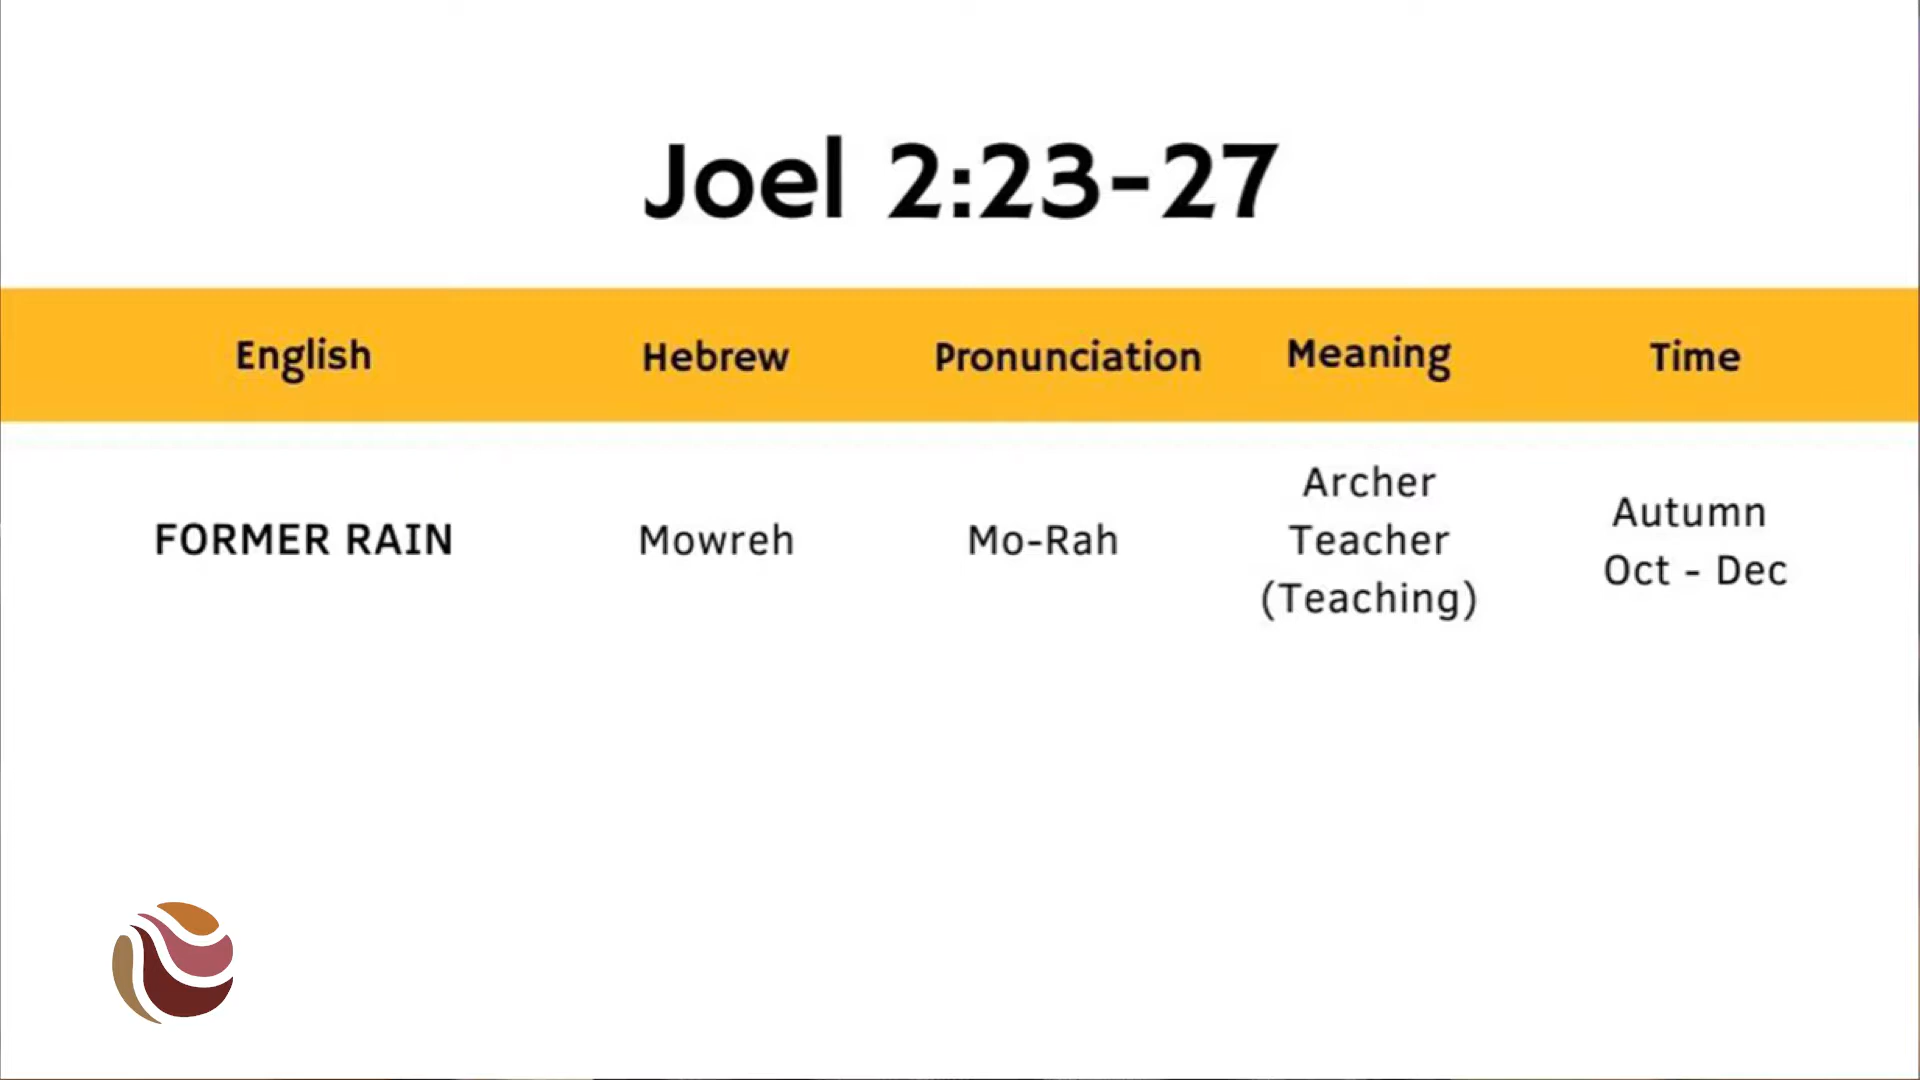 Joel 2:23-27
English Hebrew Pronunciation Meaning Time
FORMER RAIN Mowreh Mo-Rah Archer Teacher (Teaching) Autumn Oct - Dec